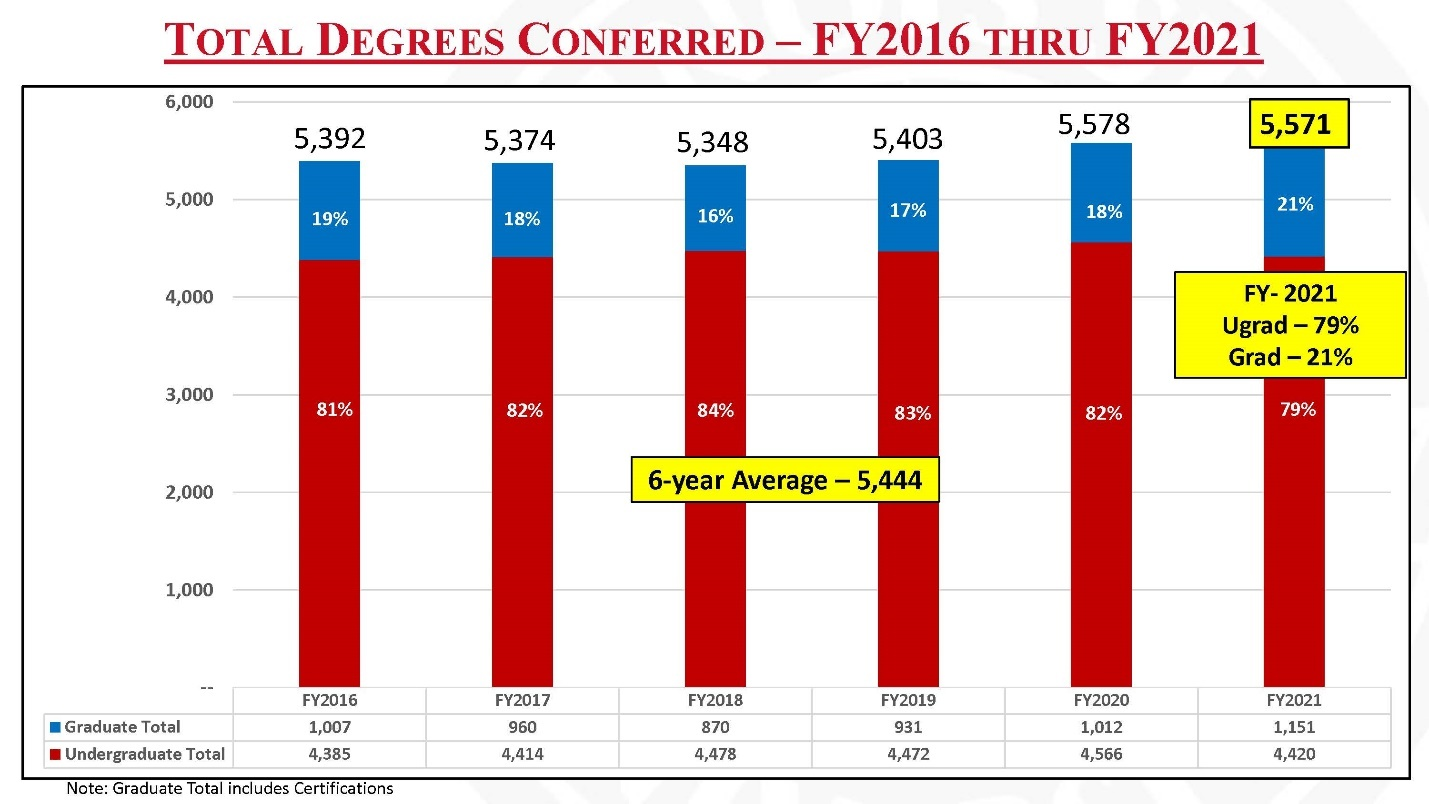 TOTAL DEGREES CONFERRED – FY2016 THRU FY2021
6,000
5,000
4,000
3,000
2,000
1,000
--
5,392
5,374
5,348
5,403
5,578
5,571
19%
18%
16%
17%
18%
21%
81%
82%
84%
83%
82%
79%
FY- 2021
Ugrad – 79%
Grad – 21%
6-year Average – 5,444
FY2016 FY2017 FY2018 FY2019 FY2020 FY2021
Graduate Total 1,007 960 870 931 1,012 1,151
Undergraduate Total 4,385 4,414 4,478 4,472 4,566 4,420
Note: Graduate Total includes Certifications